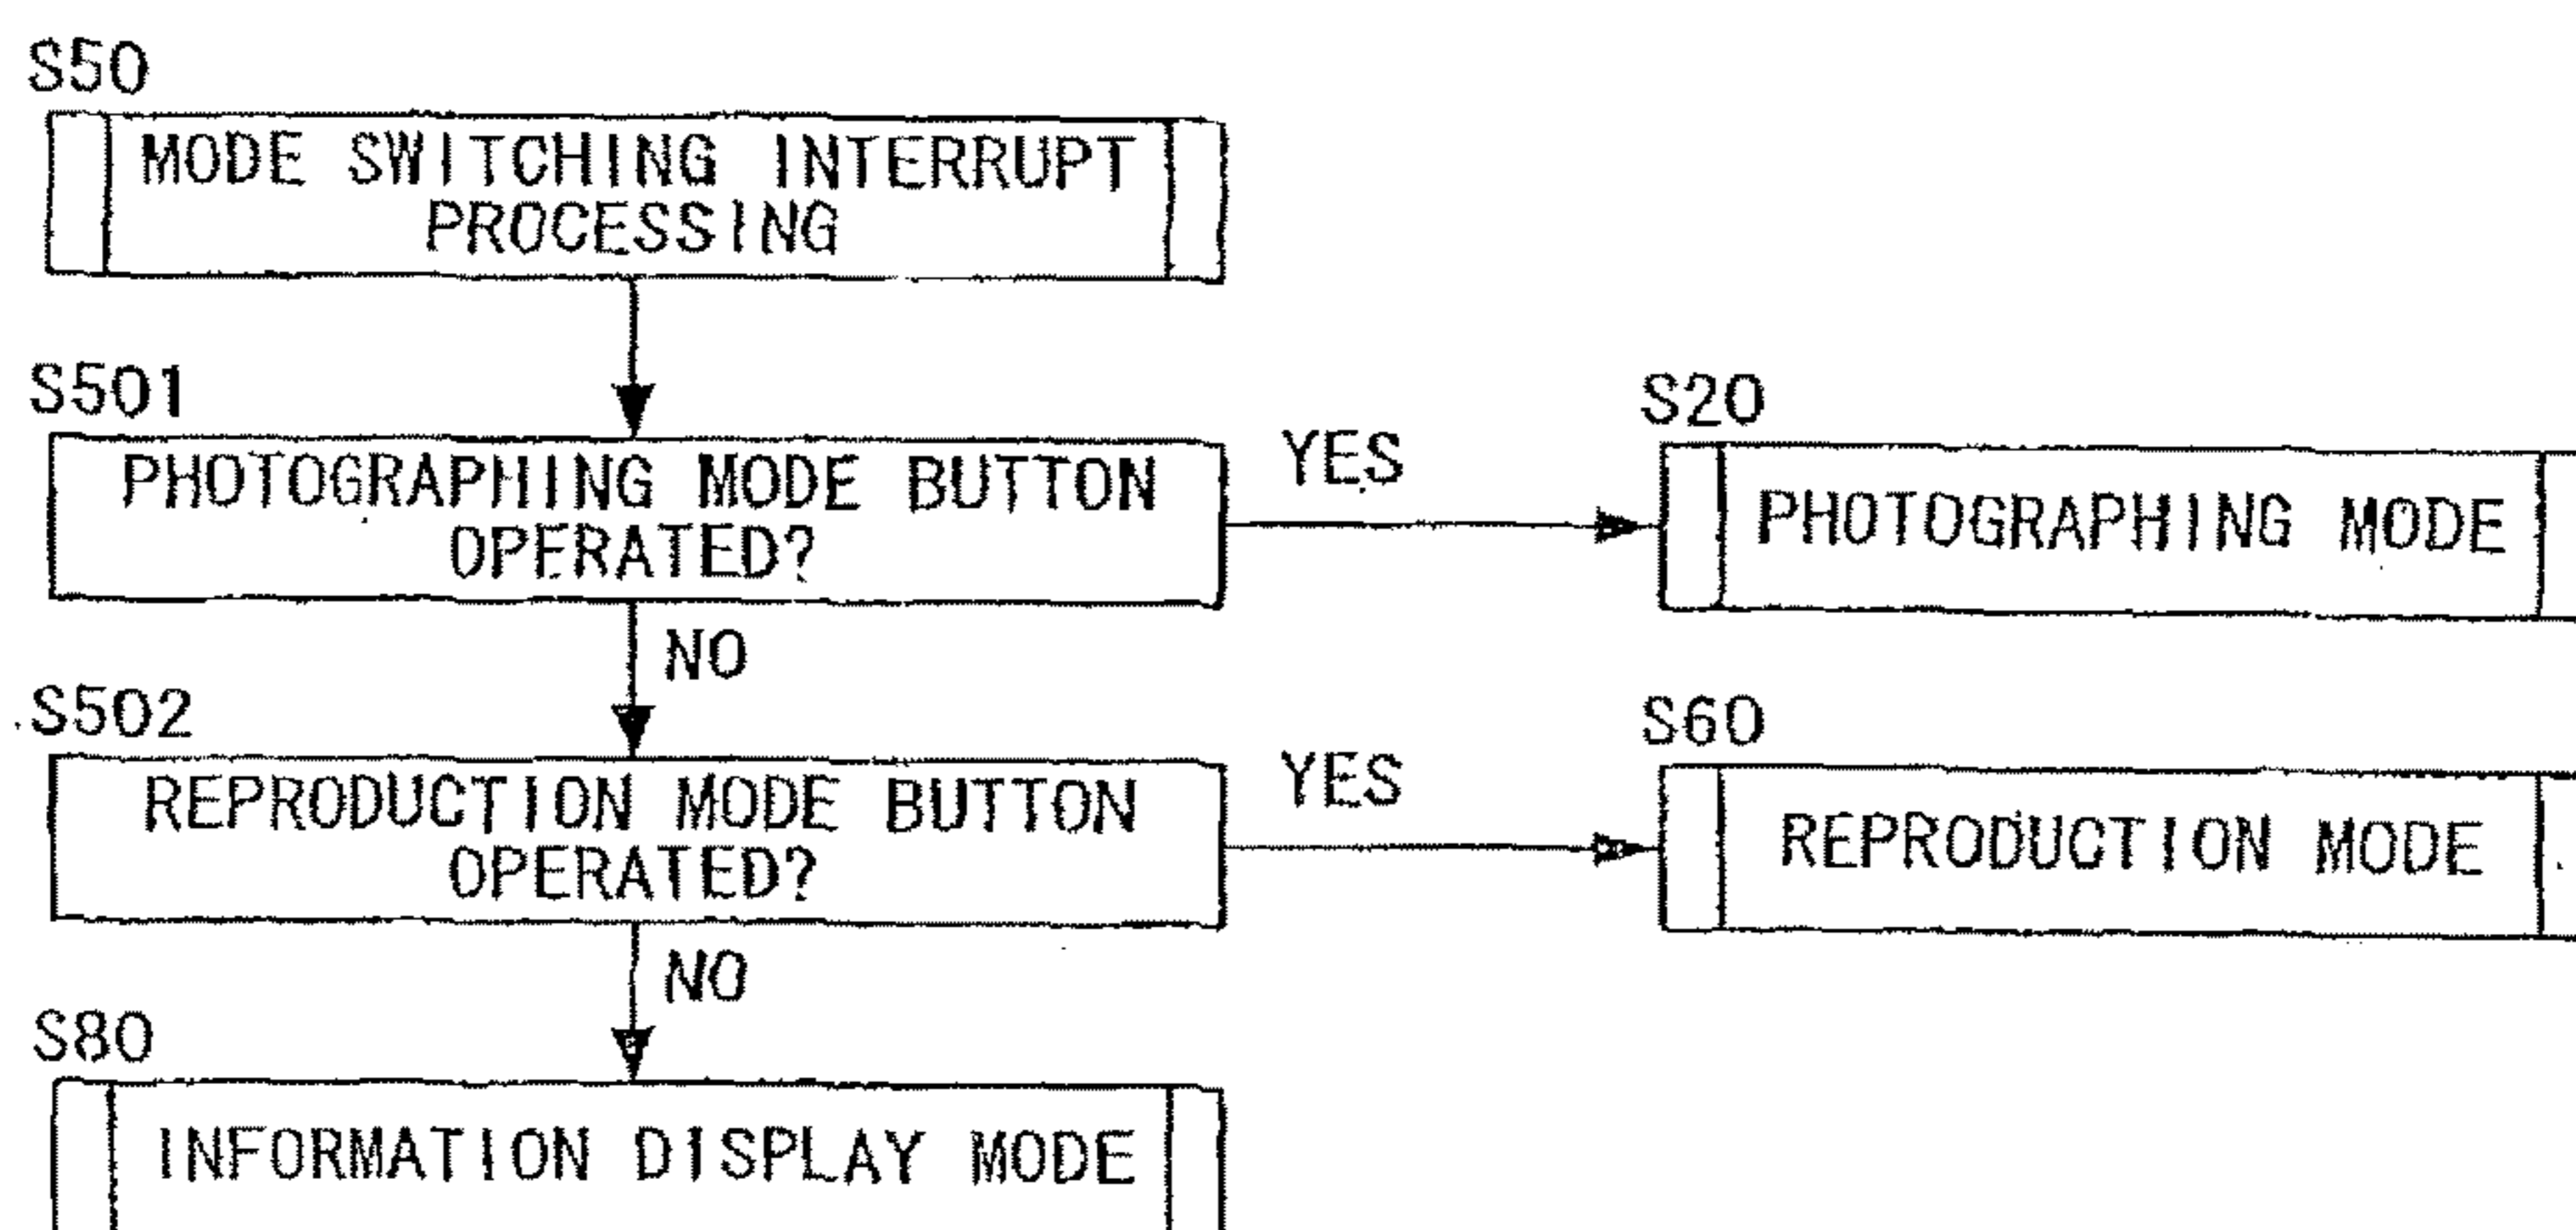 S50
MODE SWITCHING INTERRUPT
PROCESSING
S501
PHOTOGRAPHING MODE BUTTON
OPERATED?
YES
S20
PHOTOGRAPHING MODE
NO
S502
REPRODUCTION MODE BUTTON
OPERATED?
YES
S60
REPRODUCTION MODE
NO
S80
INFORMATION DISPLAY MODE